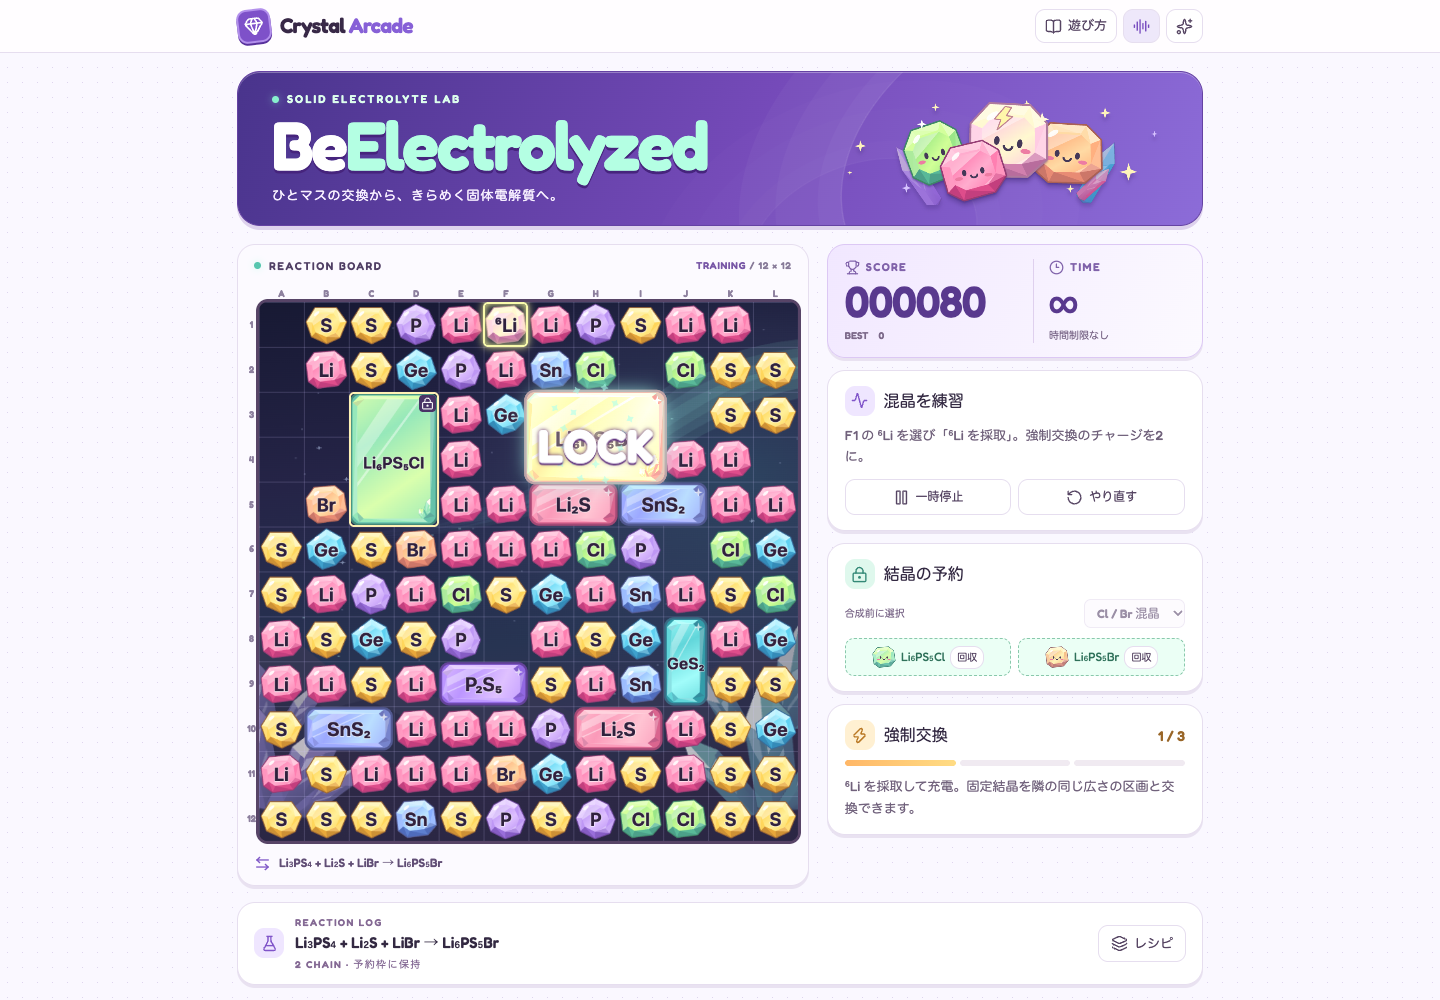 Crystal Arcade
遊び方
SOLID ELECTROLYTE LAB
BeElectrolyzed
ひとマスの交換から、きらめく固体電解質へ。
REACTION BOARD
TRAINING / 12 × 12
A B C D E F G H I J K L
1 S S P Li ⁶Li Li P S Li Li
2 Li S Ge P Li Sn Cl Cl S S
3 Li Ge S S
LOCK
4 Li₆PS₅Cl Li Li Li
5 Br Li Li Li₂S SnS₂ Li Li
6 S Ge S Br Li Li Li Cl P Cl Ge
7 S Li P Li Cl S Ge Li Sn Li S Cl
8 Li S Ge S P Li S Ge Li Ge
GeS₂
9 Li Li S Li P₂S₅ S Li Sn S S
10 S SnS₂ Li Li Li P Li₂S Li S Ge
11 Li S Li Li Li Br Ge Li S Li S S
12 S S S Sn S P S P Cl Cl S S
Li₃PS₄ + Li₂S + LiBr → Li₆PS₅Br
SCORE
000080
BEST 0
TIME
∞
時間制限なし
混晶を練習
F1 の ⁶Li を選び「⁶Li を採取」。強制交換のチャージを2
に。
一時停止
やり直す
結晶の予約
合成前に選択
Cl / Br 混晶
Li₆PS₅Cl 回収
Li₆PS₅Br 回収
強制交換
1 / 3
⁶Li を採取して充電。固定結晶を隣の同じ広さの区画と交
換できます。
REACTION LOG
Li₃PS₄ + Li₂S + LiBr → Li₆PS₅Br
2 CHAIN · 予約枠に保持
レシピ